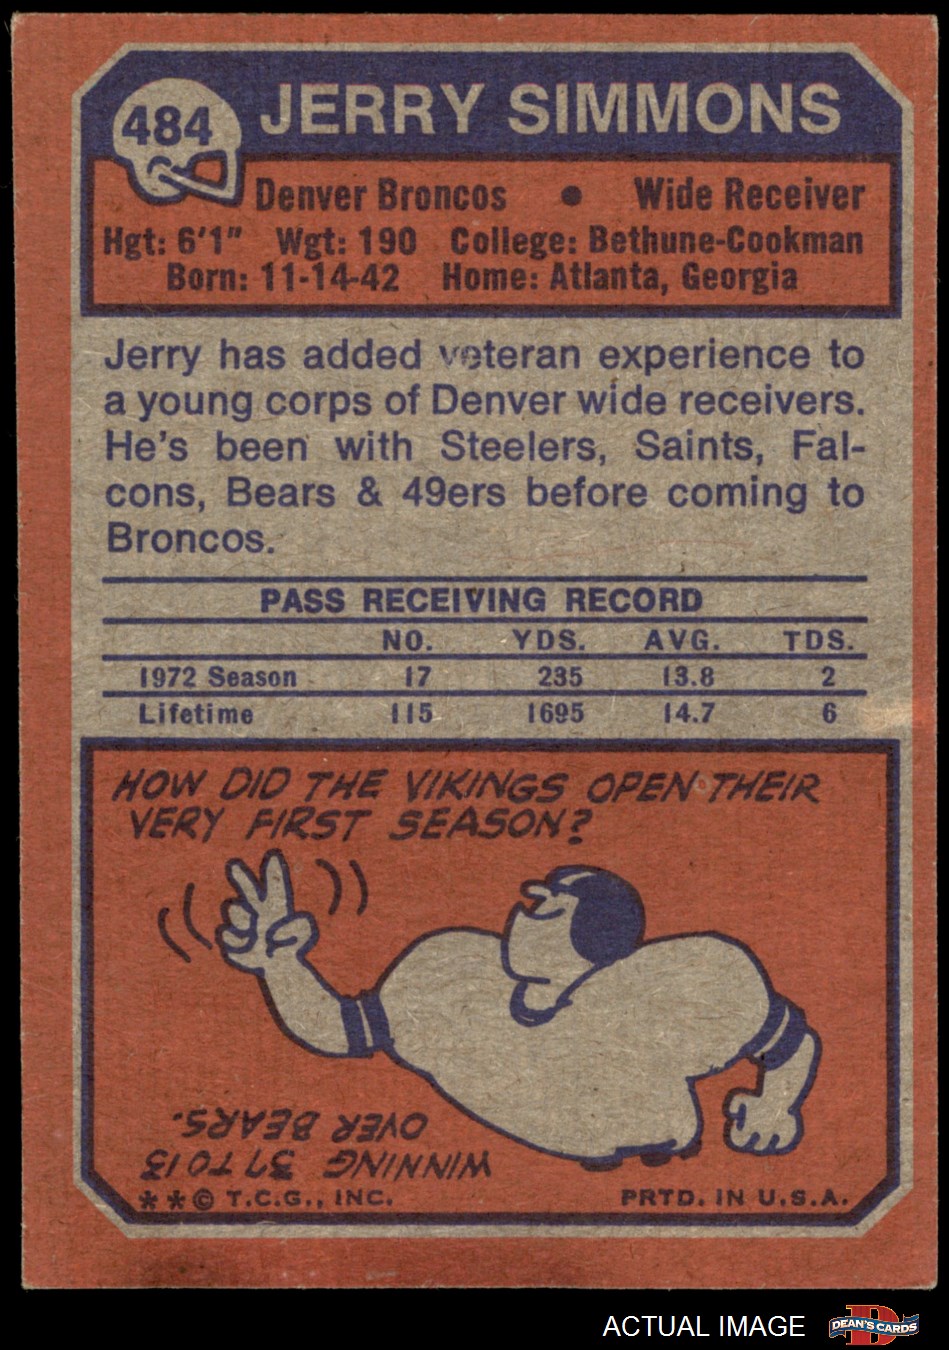 484
JERRY SIMMONS
Denver Broncos • Wide Receiver
Hgt: 6'1" Wgt: 190 College: Bethune-Cookman
Born: 11-14-42 Home: Atlanta, Georgia
Jerry has added veteran experience to
a young corps of Denver wide receivers.
He's been with Steelers, Saints, Fal-
cons, Bears & 49ers before coming to
Broncos.
PASS RECEIVING RECORD
NO. YDS. AVG. TDS.
1972 Season 17 235 13.8 2
Lifetime 115 1695 14.7 6
HOW DID THE VIKINGS OPEN THEIR
VERY FIRST SEASON?
WINNING 37 TO 13
OVER BEARS.
**© T.C.G., INC. PRTD. IN U.S.A.
ACTUAL IMAGE
D
DEAN'S CARDS